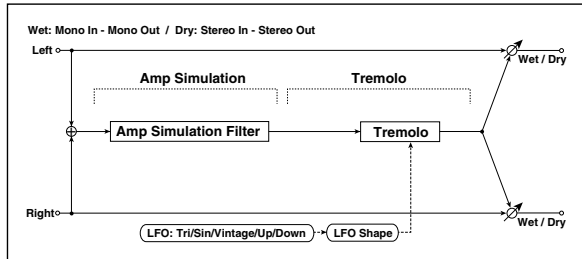 Wet: Mono In - Mono Out / Dry: Stereo In - Stereo Out
Left
Wet / Dry
Amp Simulation
Tremolo
Amp Simulation Filter
Tremolo
Right
Wet / Dry
LFO: Tri/Sin/Vintage/Up/Down
LFO Shape